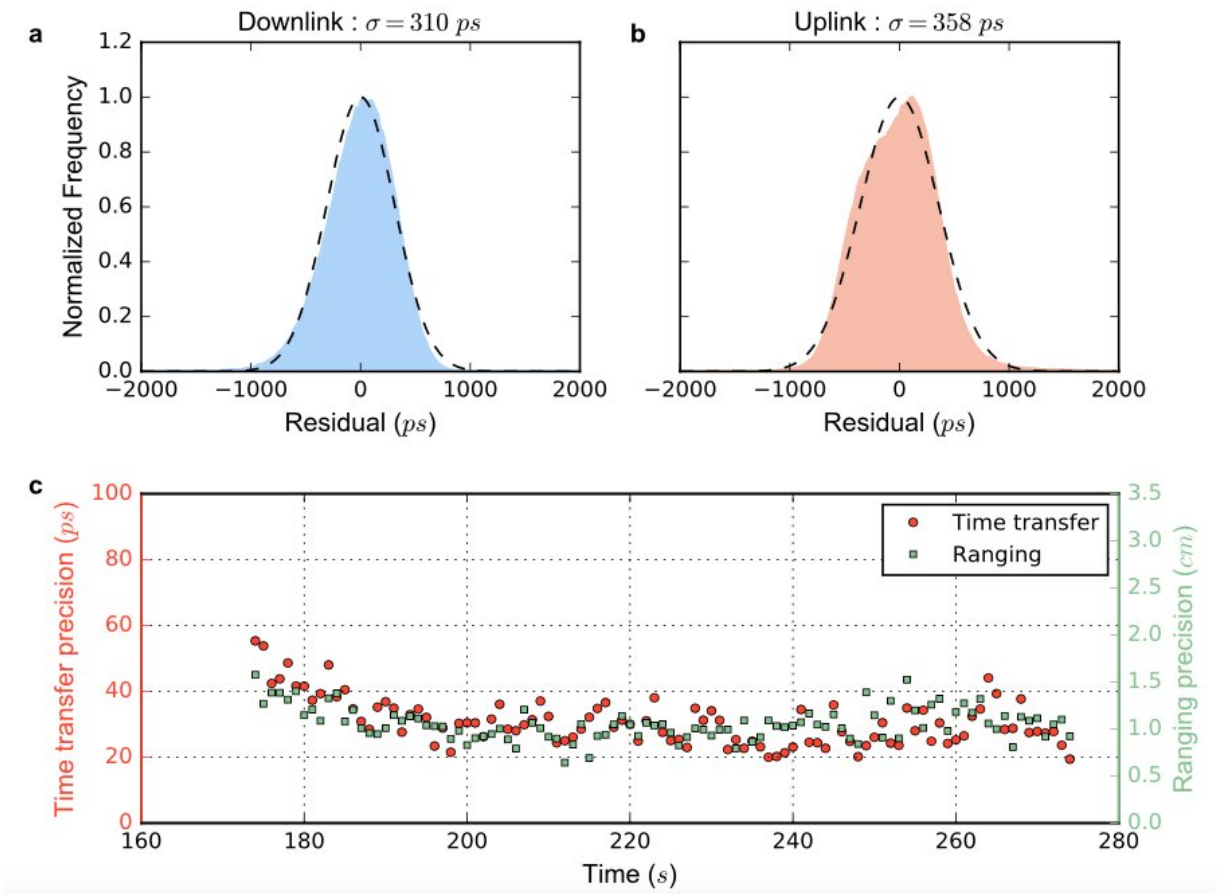 a
Downlink : σ = 310 ps
1.2
1.0
0.8
0.6
0.4
0.2
0.0
Normalized Frequency
−2000 −1000 0 1000 2000
Residual (ps)
b
Uplink : σ = 358 ps
−2000 −1000 0 1000 2000
Residual (ps)
c
100
80
60
40
20
0
Time transfer precision (ps)
Time transfer
Ranging
3.5
3.0
2.5
2.0
1.5
1.0
0.5
0.0
Ranging precision (cm)
160 180 200 220 240 260 280
Time (s)